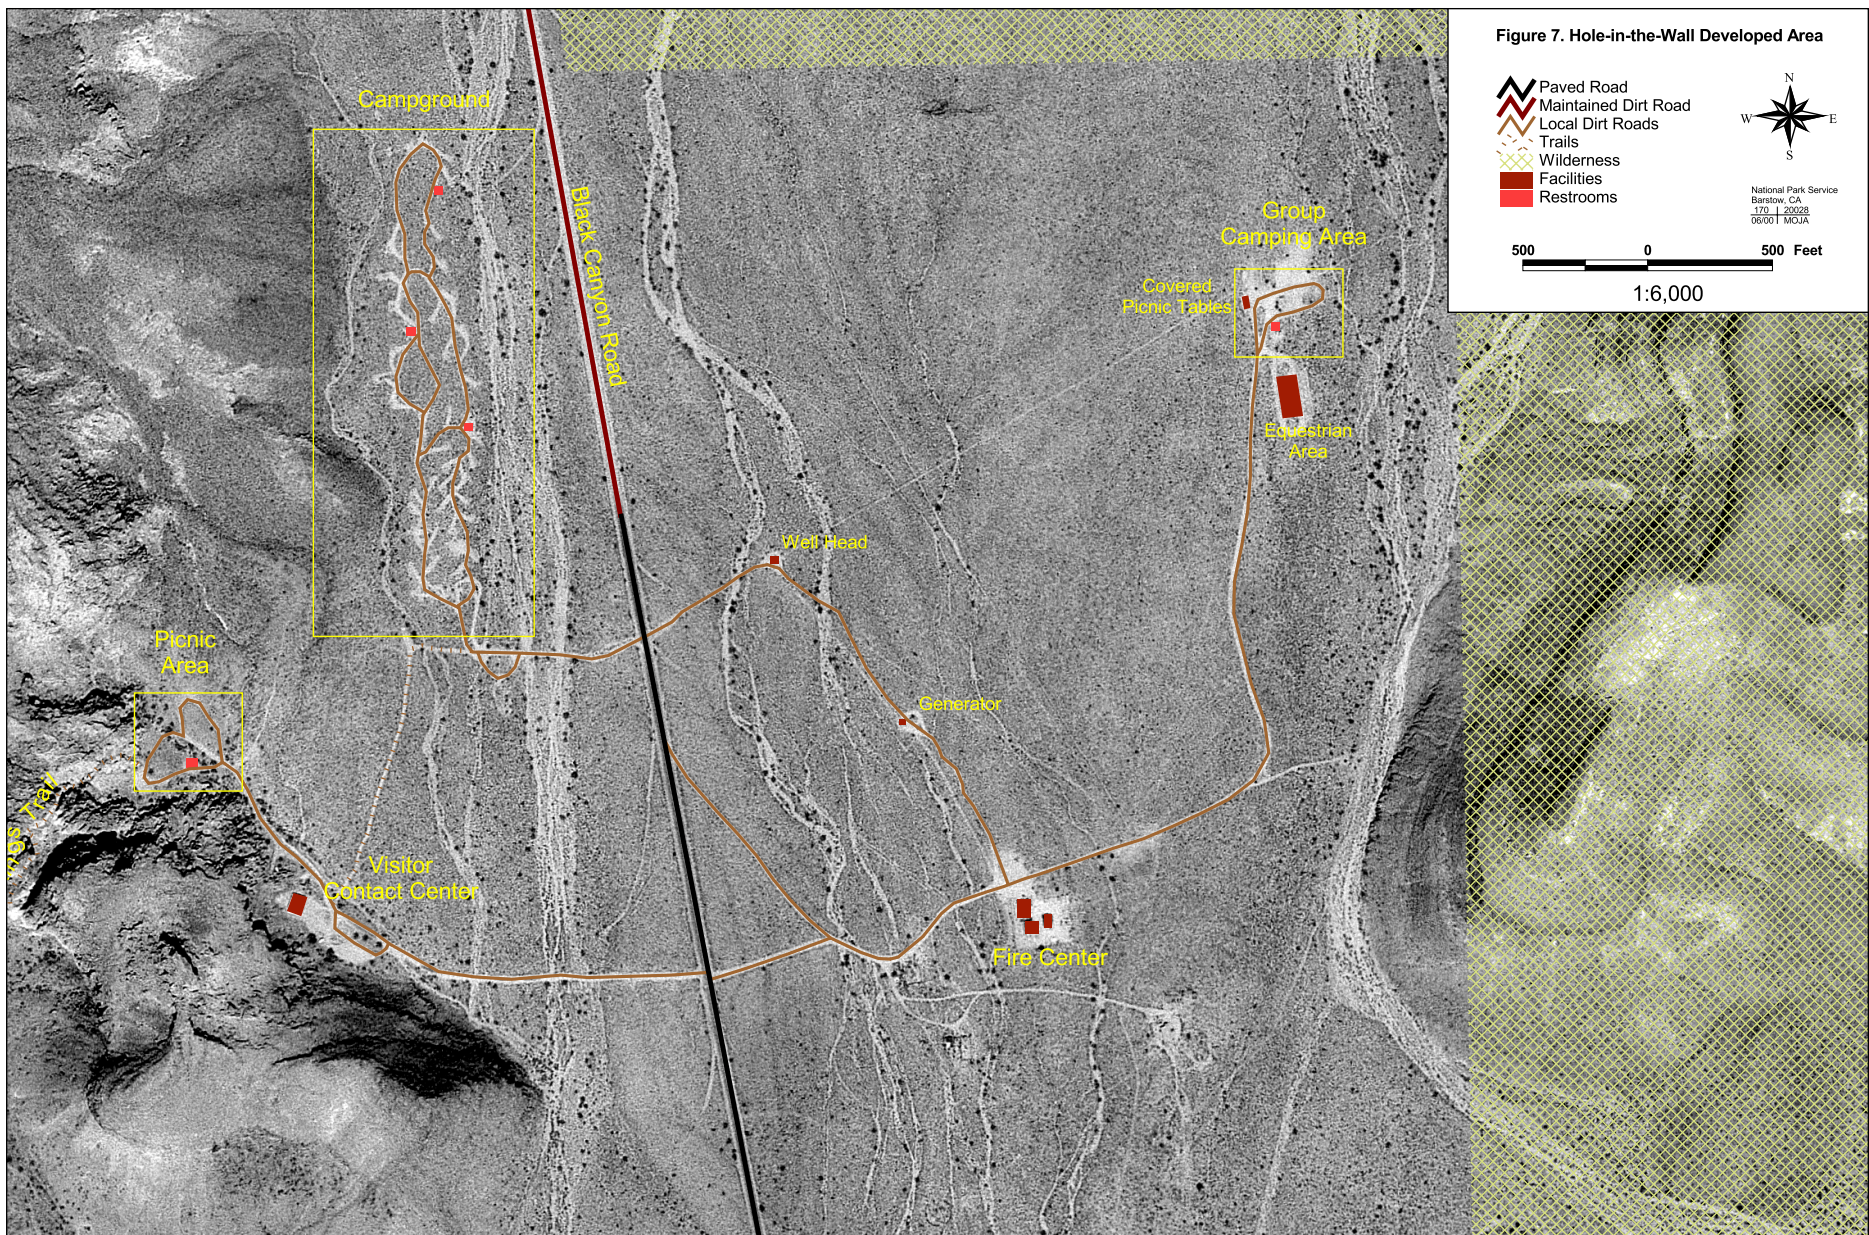 Figure 7. Hole-in-the-Wall Developed Area
Paved Road
Maintained Dirt Road
Local Dirt Roads
Trails
Wilderness
Facilities
Restrooms
N
W
E
S
National Park Service
Barstow, CA
170 | 20028
06/00 | MOJA
500 0 500 Feet
1:6,000
Campground
Black Canyon Road
Group
Camping Area
Covered
Picnic Tables
Equestrian
Area
Well Head
Picnic
Area
Generator
Trail
Visitor
Contact Center
Fire Center